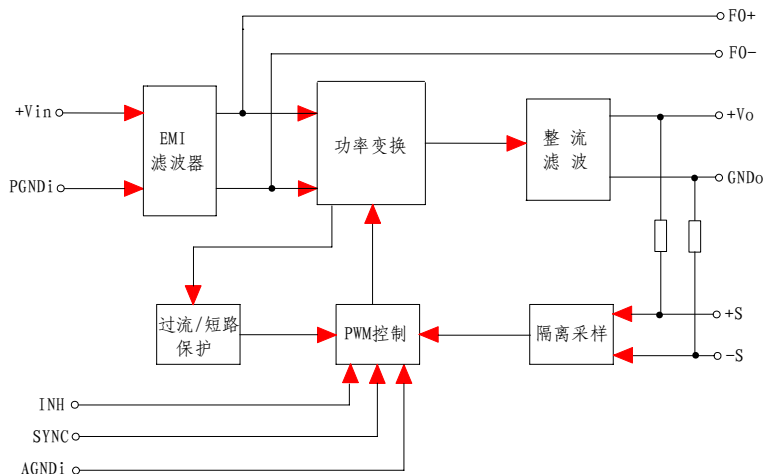 FO+
FO-
+Vin
EMI
滤波器
功率变换
整 流
滤 波
+Vo
PGNDi
GNDo
过流/短路
保护
PWM控制
隔离采样
+S
-S
INH
SYNC
AGNDi